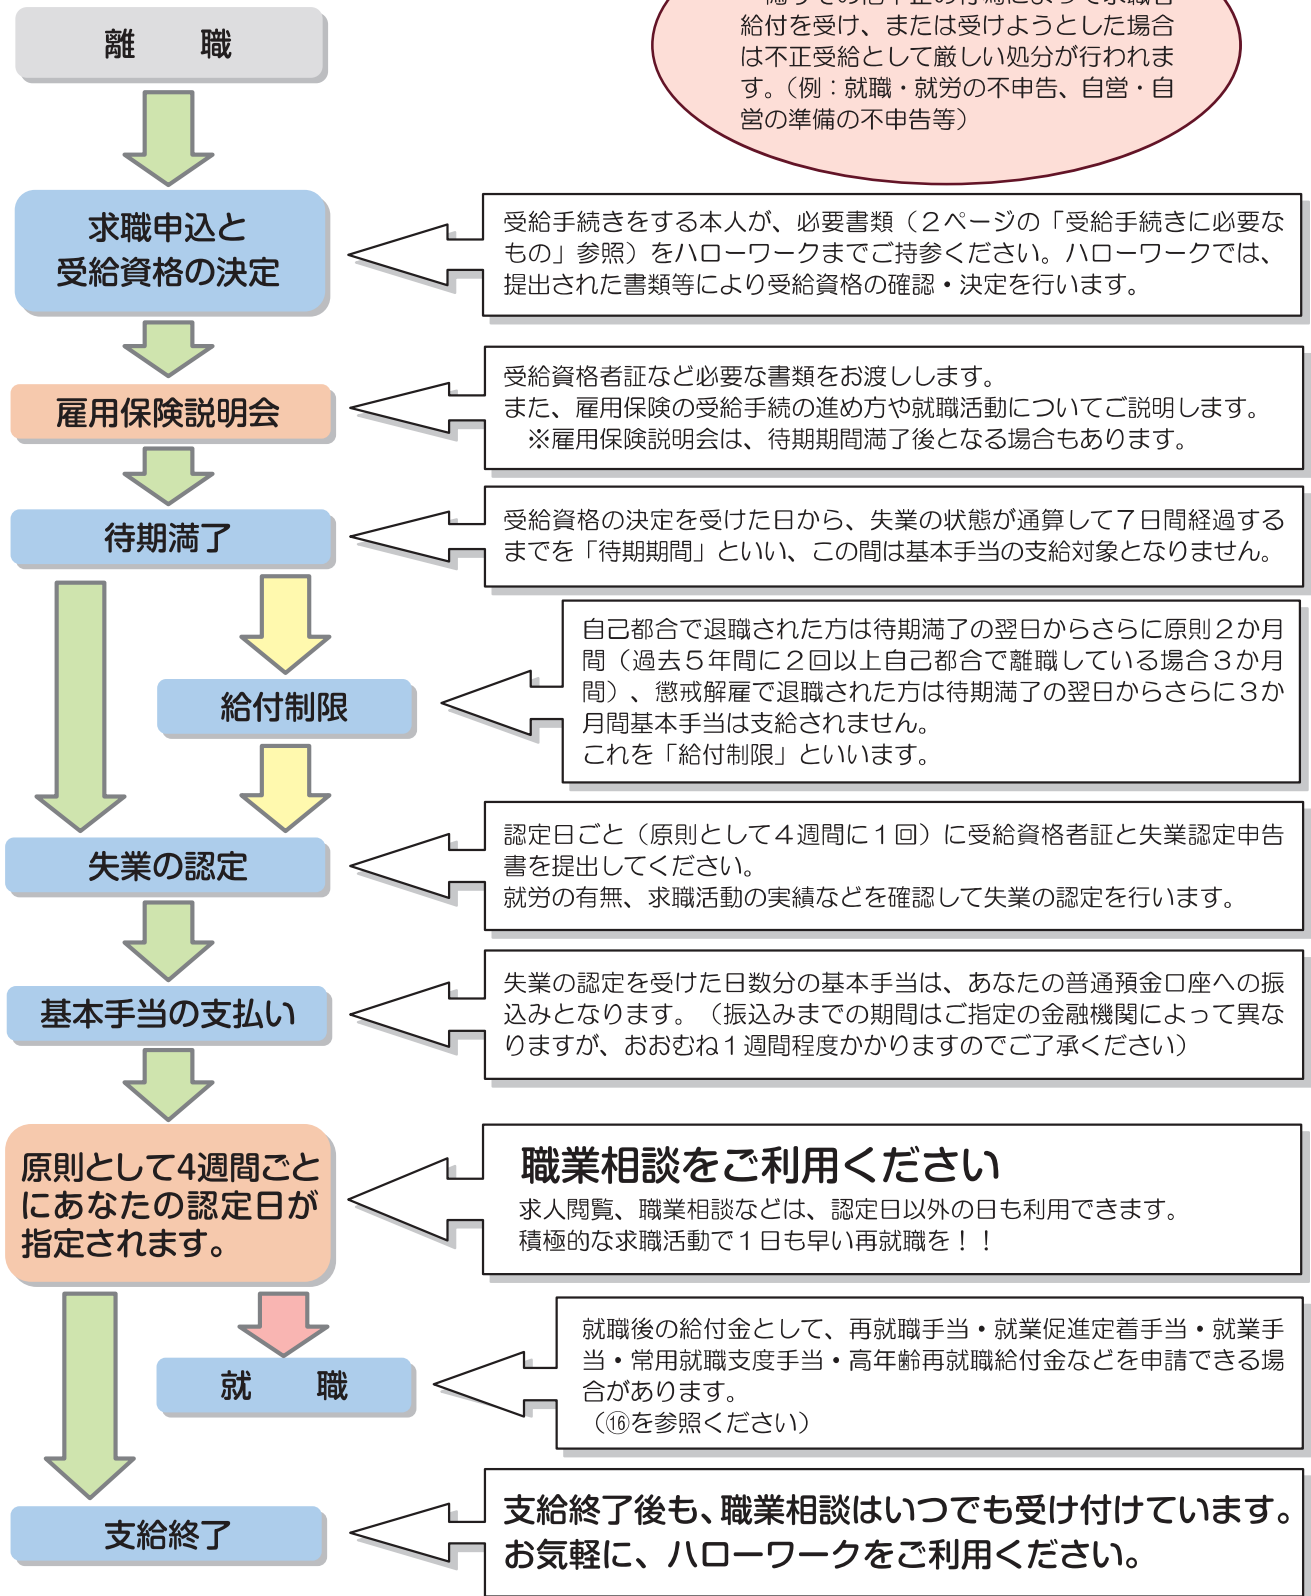 離　　職
給付を受け、または受けようとした場合
は不正受給として厳しい処分が行われま
す。（例：就職・就労の不申告、自営・自
営の準備の不申告等）
求職申込と
受給資格の決定
受給手続きをする本人が、必要書類（２ページの「受給手続きに必要な
もの」参照）をハローワークまでご持参ください。ハローワークでは、
提出された書類等により受給資格の確認・決定を行います。
雇用保険説明会
受給資格者証など必要な書類をお渡しします。
また、雇用保険の受給手続の進め方や就職活動についてご説明します。
※雇用保険説明会は、待期期間満了後となる場合もあります。
待期満了
受給資格の決定を受けた日から、失業の状態が通算して７日間経過する
までを「待期期間」といい、この間は基本手当の支給対象となりません。
給付制限
自己都合で退職された方は待期満了の翌日からさらに原則２か月
間（過去５年間に２回以上自己都合で離職している場合３か月
間）、懲戒解雇で退職された方は待期満了の翌日からさらに３か
月間基本手当は支給されません。
これを「給付制限」といいます。
失業の認定
認定日ごと（原則として４週間に１回）に受給資格者証と失業認定申告
書を提出してください。
就労の有無、求職活動の実績などを確認して失業の認定を行います。
基本手当の支払い
失業の認定を受けた日数分の基本手当は、あなたの普通預金口座への振
込みとなります。（振込みまでの期間はご指定の金融機関によって異な
りますが、おおむね１週間程度かかりますのでご了承ください）
原則として4週間ごと
にあなたの認定日が
指定されます。
職業相談をご利用ください
求人閲覧、職業相談などは、認定日以外の日も利用できます。
積極的な求職活動で１日も早い再就職を！！
就　　職
就職後の給付金として、再就職手当・就業促進定着手当・就業手
当・常用就職支度手当・高年齢再就職給付金などを申請できる場
合があります。
（⑯を参照ください）
支給終了
支給終了後も、職業相談はいつでも受け付けています。
お気軽に、ハローワークをご利用ください。